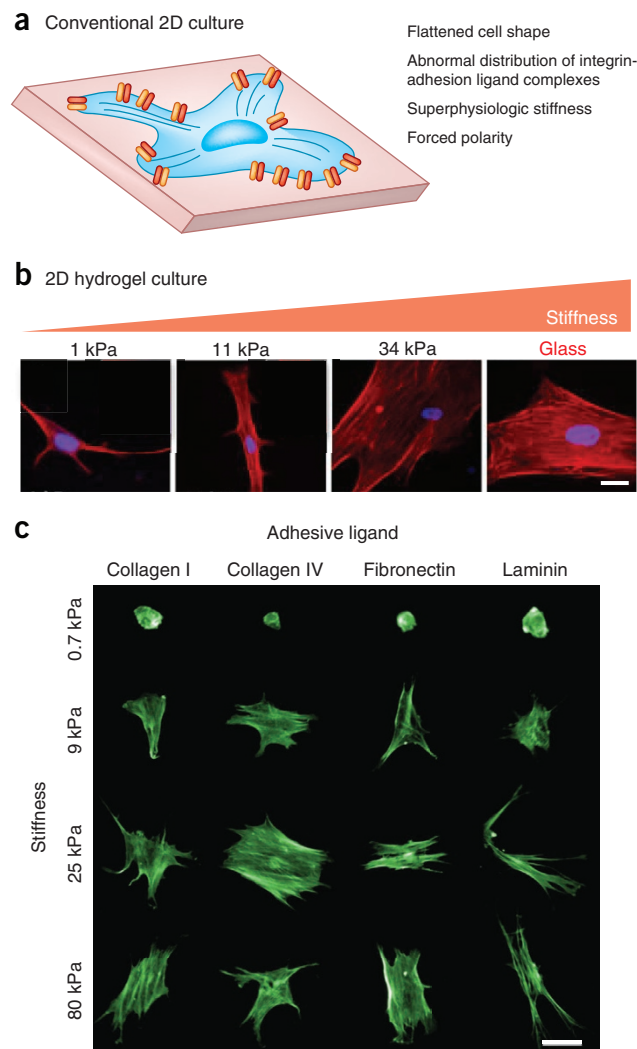 a Conventional 2D culture
Flattened cell shape
Abnormal distribution of integrin-
adhesion ligand complexes
Superphysiologic stiffness
Forced polarity
b 2D hydrogel culture
Stiffness
1 kPa 11 kPa 34 kPa Glass
c
Adhesive ligand
Collagen I Collagen IV Fibronectin Laminin
Stiffness
0.7 kPa
9 kPa
25 kPa
80 kPa